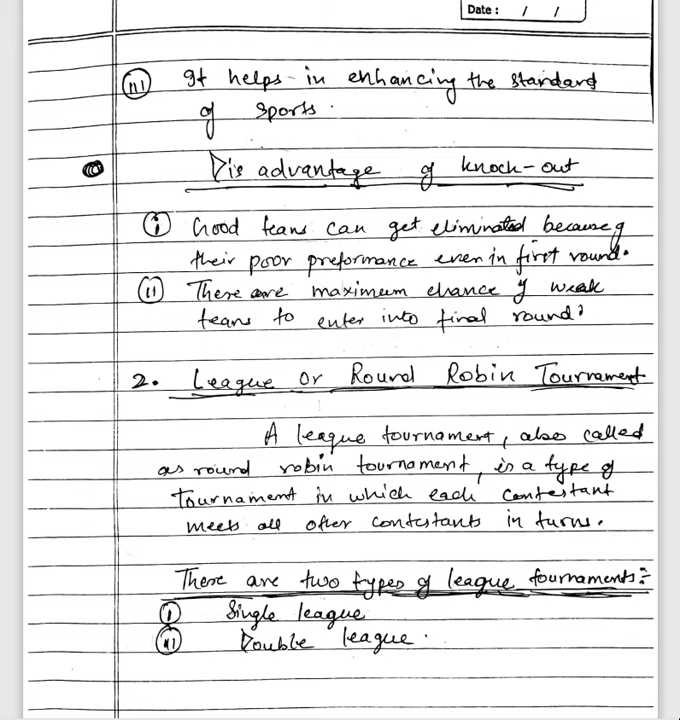 Date : / /
(iii) It helps in enhancing the standard
of sports.
Disadvantage of knock-out
(i) Good teams can get eliminated because of
their poor preformance even in first round.
(ii) There are maximum chance of weak
teams to enter into final round.
2. League or Round Robin Tournament
A league tournament, also called
as round robin tournament, is a type of
tournament in which each contestant
meets all other contestants in turns.
There are two types of league tournaments:-
(i) Single league
(ii) Double league.